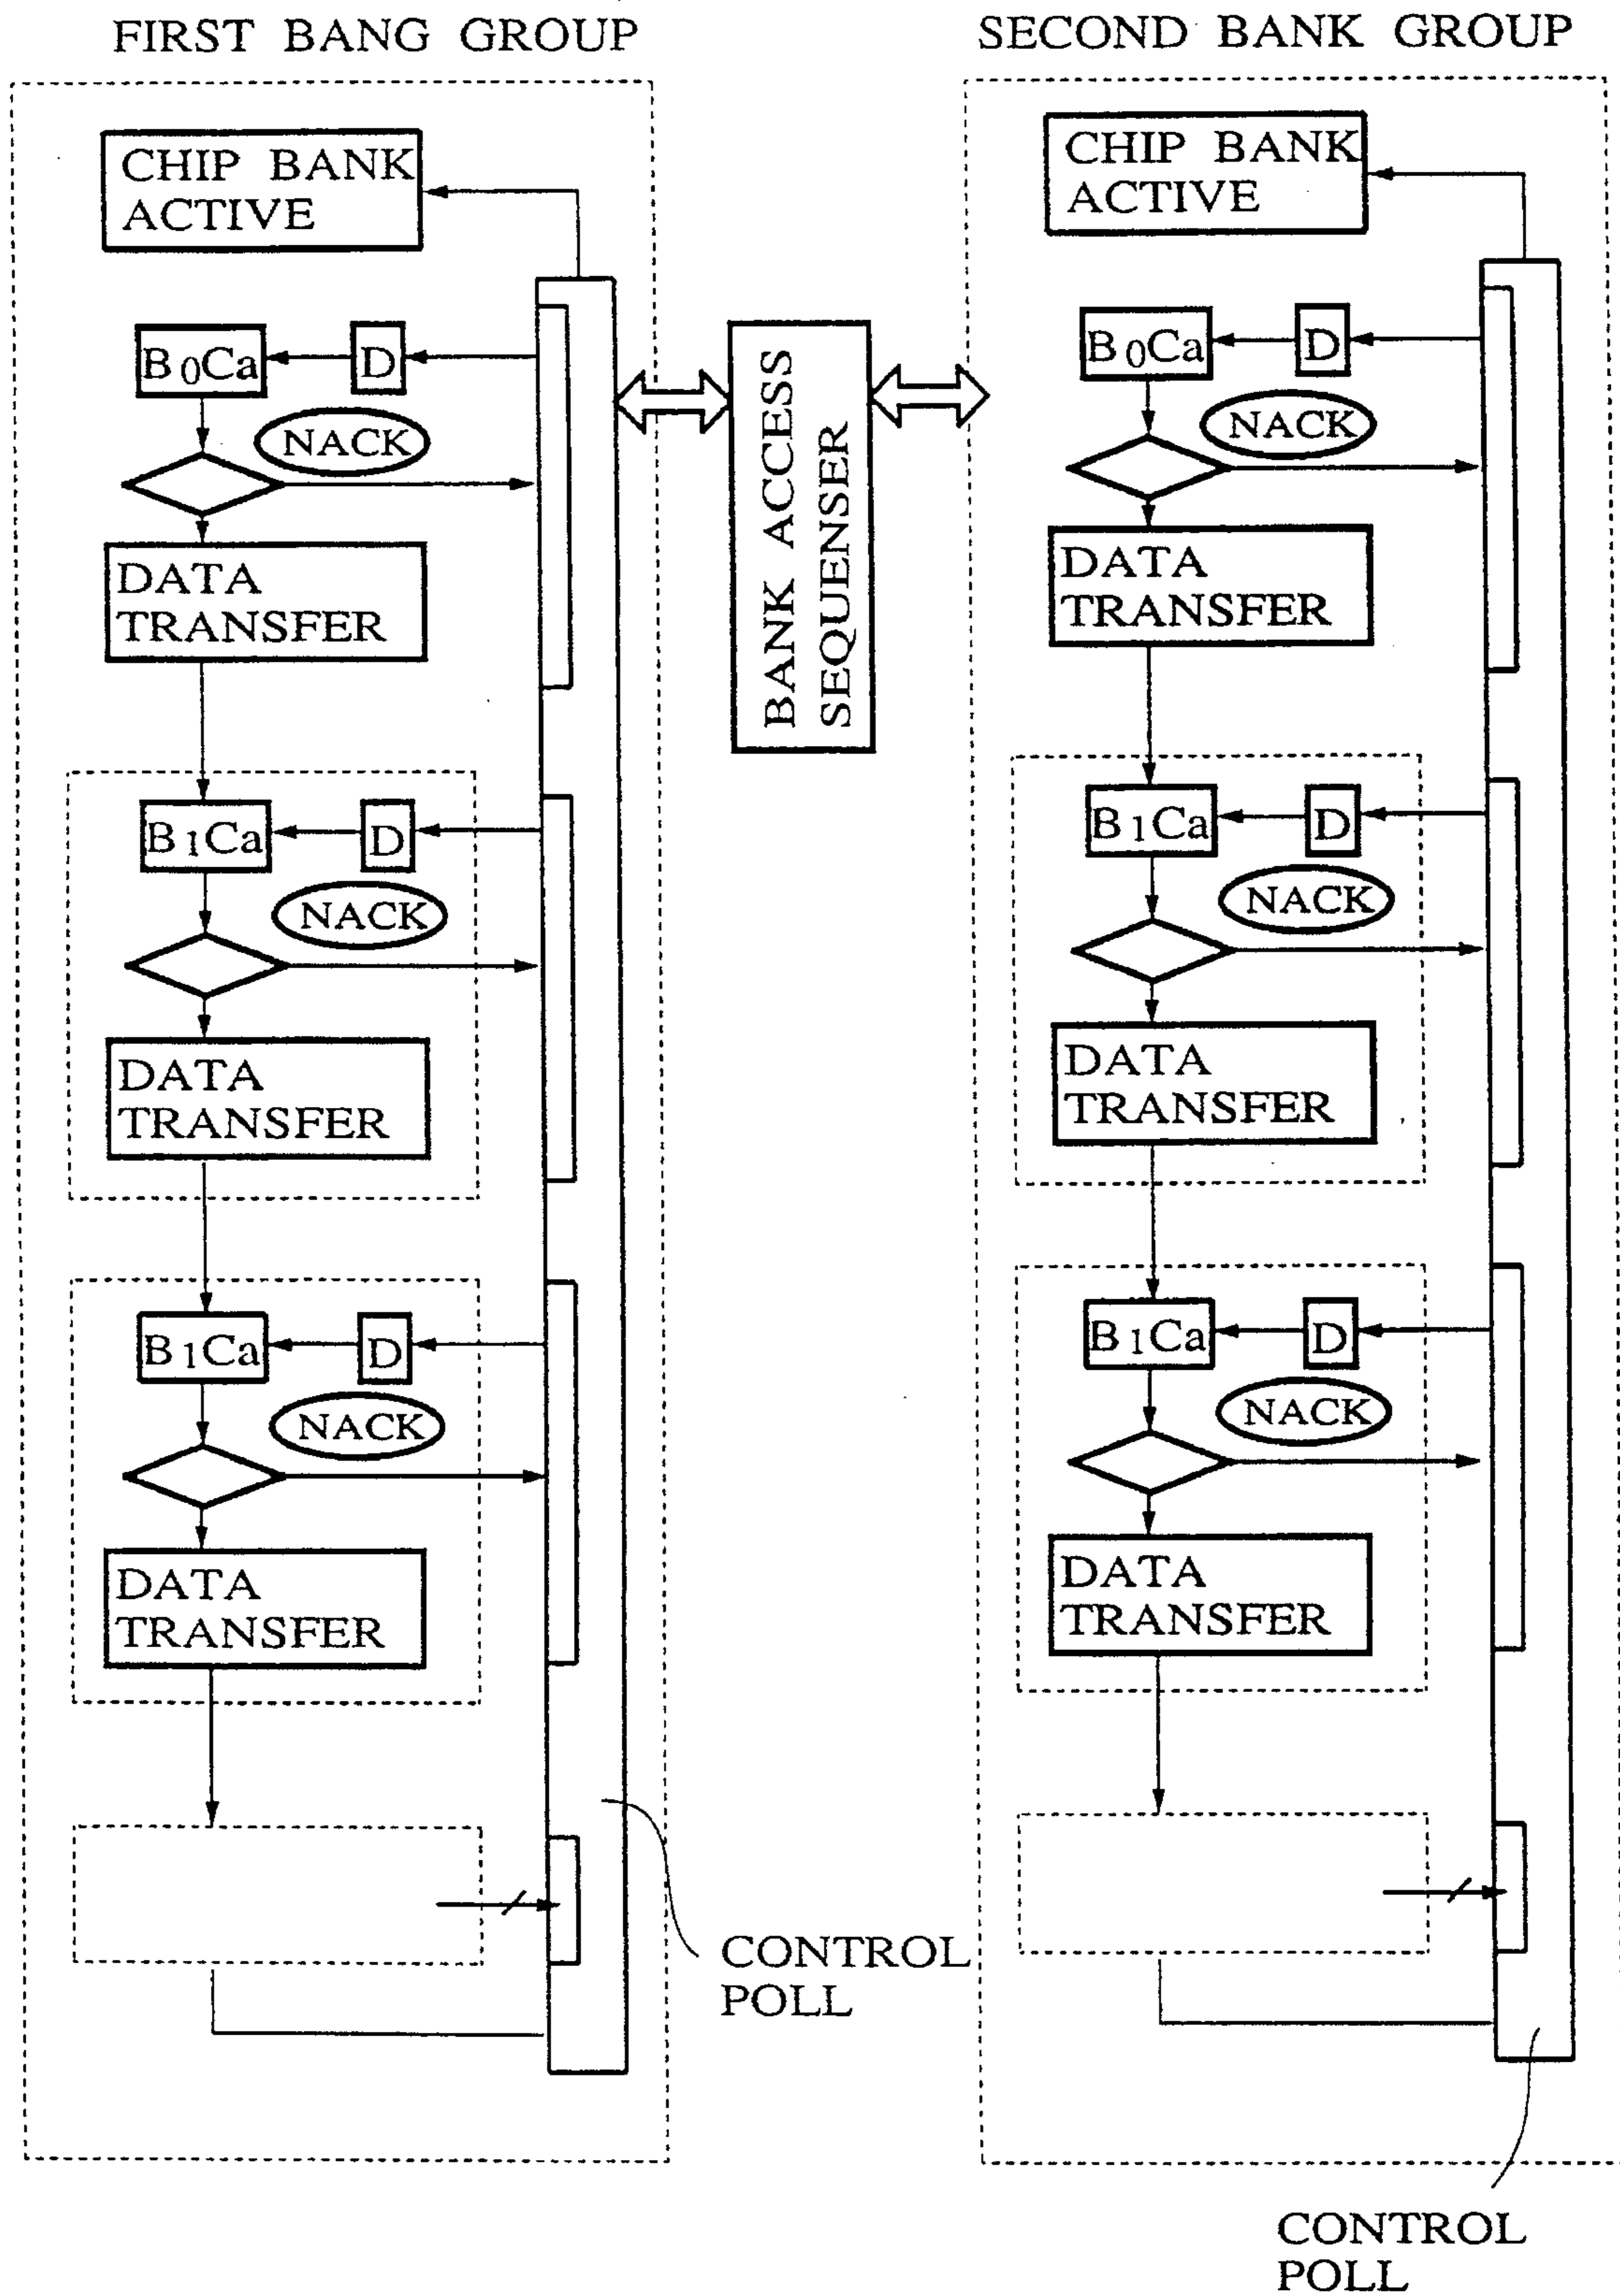 FIRST BANG GROUP
CHIP BANK
ACTIVE
B0Ca
D
NACK
DATA
TRANSFER
B1Ca
D
NACK
DATA
TRANSFER
B1Ca
D
NACK
DATA
TRANSFER
CONTROL
POLL
BANK ACCESS
SEQUENSER
SECOND BANK GROUP
CHIP BANK
ACTIVE
B0Ca
D
NACK
DATA
TRANSFER
B1Ca
D
NACK
DATA
TRANSFER
B1Ca
D
NACK
DATA
TRANSFER
CONTROL
POLL